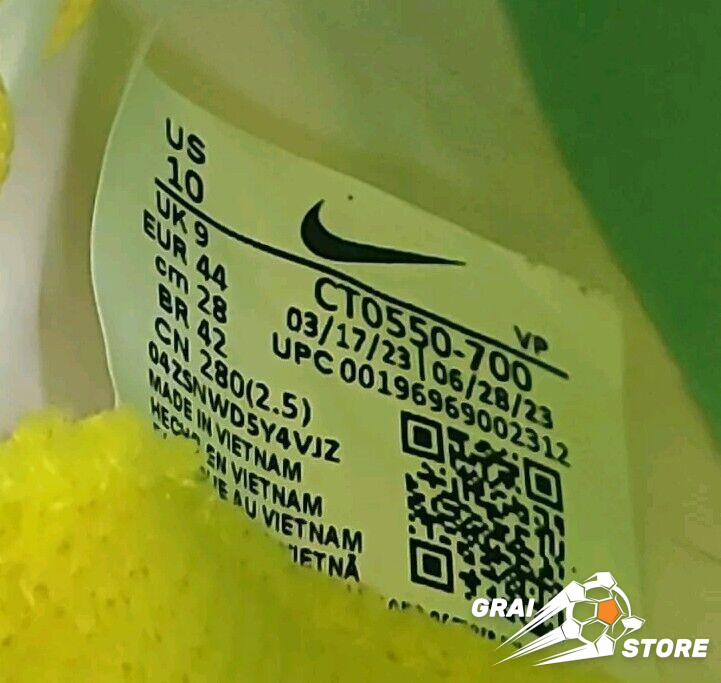 US
10
UK 9
EUR 44
cm 28
BR 42
CN 280(2.5)
04ZSNWD5Y4VJZ
MADE IN VIETNAM
HECHO EN VIETNAM
AU VIETNAM
VP
CT0550-700
03/17/23|06/28/23
UPC 00196969002312
GRAI
STORE